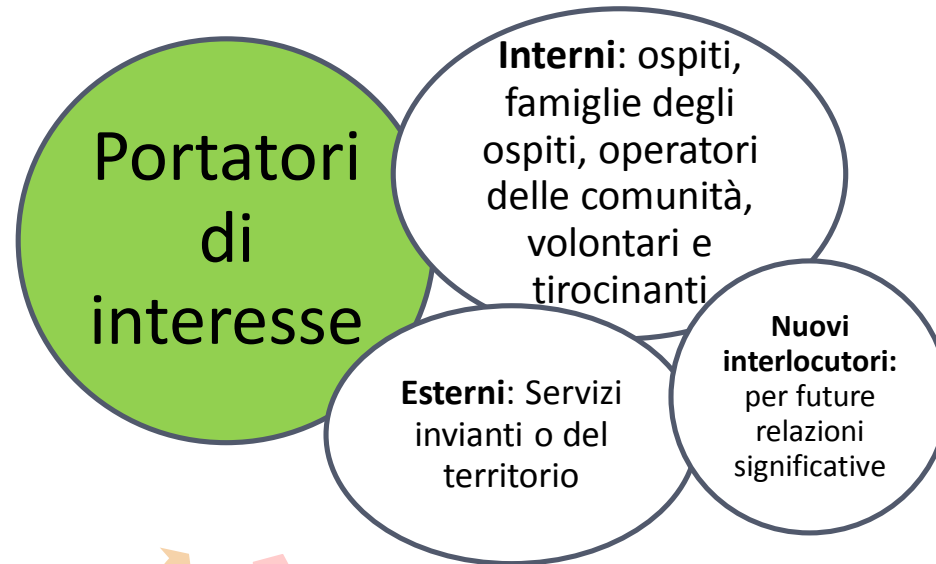 Portatori
di
interesse
Interni: ospiti,
famiglie degli
ospiti, operatori
delle comunità,
volontari e
tirocinanti
Esterni: Servizi
invianti o del
territorio
Nuovi
interlocutori:
per future
relazioni
significative